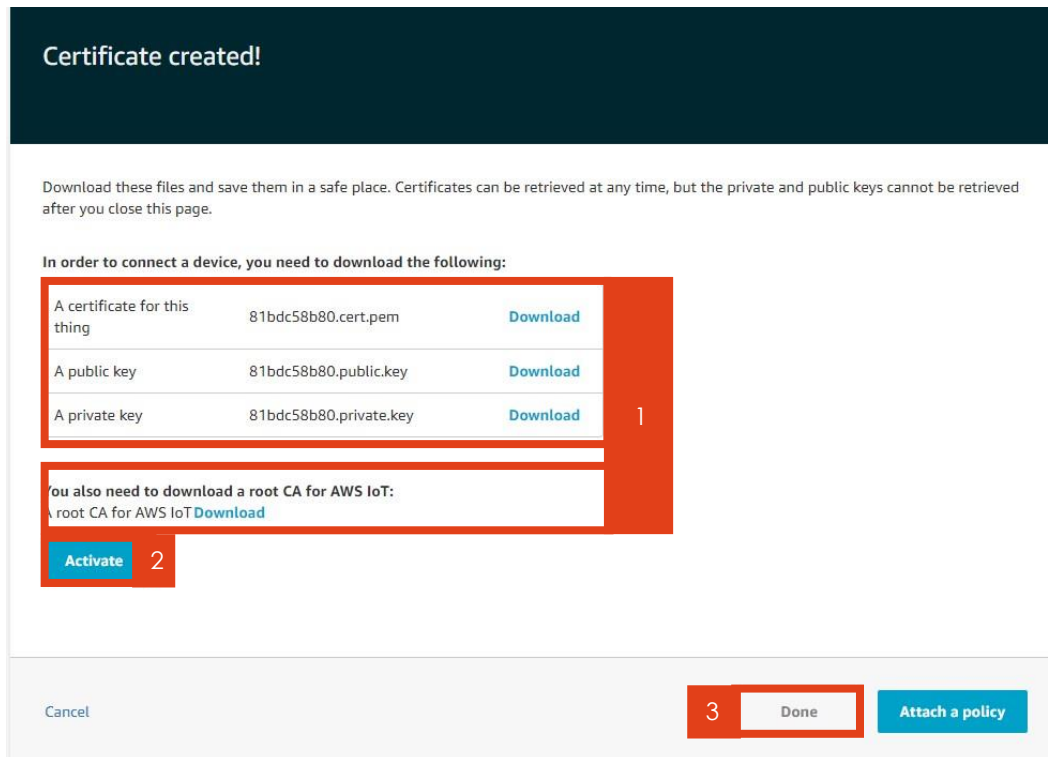 Certificate created!
Download these files and save them in a safe place. Certificates can be retrieved at any time, but the private and public keys cannot be retrieved
after you close this page.
In order to connect a device, you need to download the following:
A certificate for this
thing
81bdc58b80.cert.pem
Download
A public key
81bdc58b80.public.key
Download
A private key
81bdc58b80.private.key
Download
1
You also need to download a root CA for AWS IoT:
A root CA for AWS IoT Download
Activate
2
Cancel
3
Done
Attach a policy